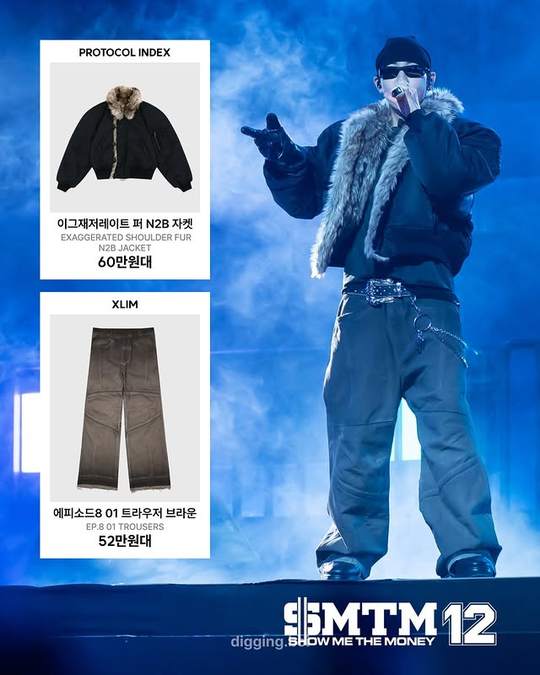 PROTOCOL INDEX
이그재저레이트 퍼 N2B 자켓
EXAGGERATED SHOULDER FUR
N2B JACKET
60만원대
XLIM
에피소드8 01 트라우저 브라운
EP.8 01 TROUSERS
52만원대
$MTM 12
SHOW ME THE MONEY